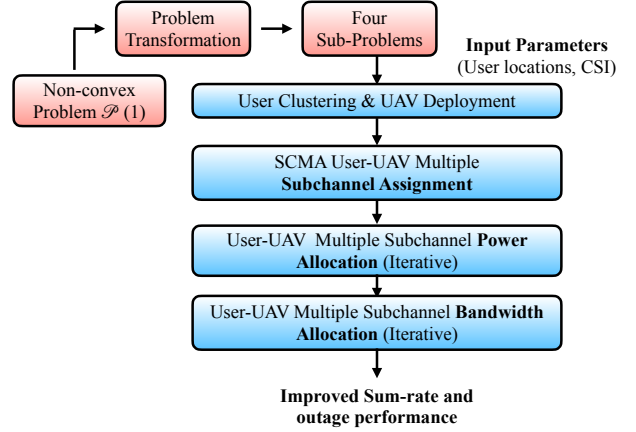 Problem
Transformation
Four
Sub-Problems
Input Parameters
(User locations, CSI)
Non-convex
Problem 𝒫 (1)
User Clustering & UAV Deployment
SCMA User-UAV Multiple
Subchannel Assignment
User-UAV Multiple Subchannel Power
Allocation (Iterative)
User-UAV Multiple Subchannel Bandwidth
Allocation (Iterative)
Improved Sum-rate and
outage performance